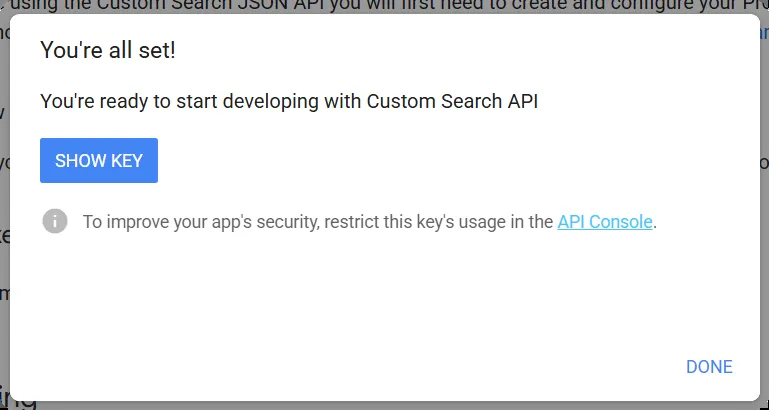 using the Custom Search JSON API you will first need to create and configure your
You're all set!
You're ready to start developing with Custom Search API
SHOW KEY
To improve your app's security, restrict this key's usage in the API Console.
DONE